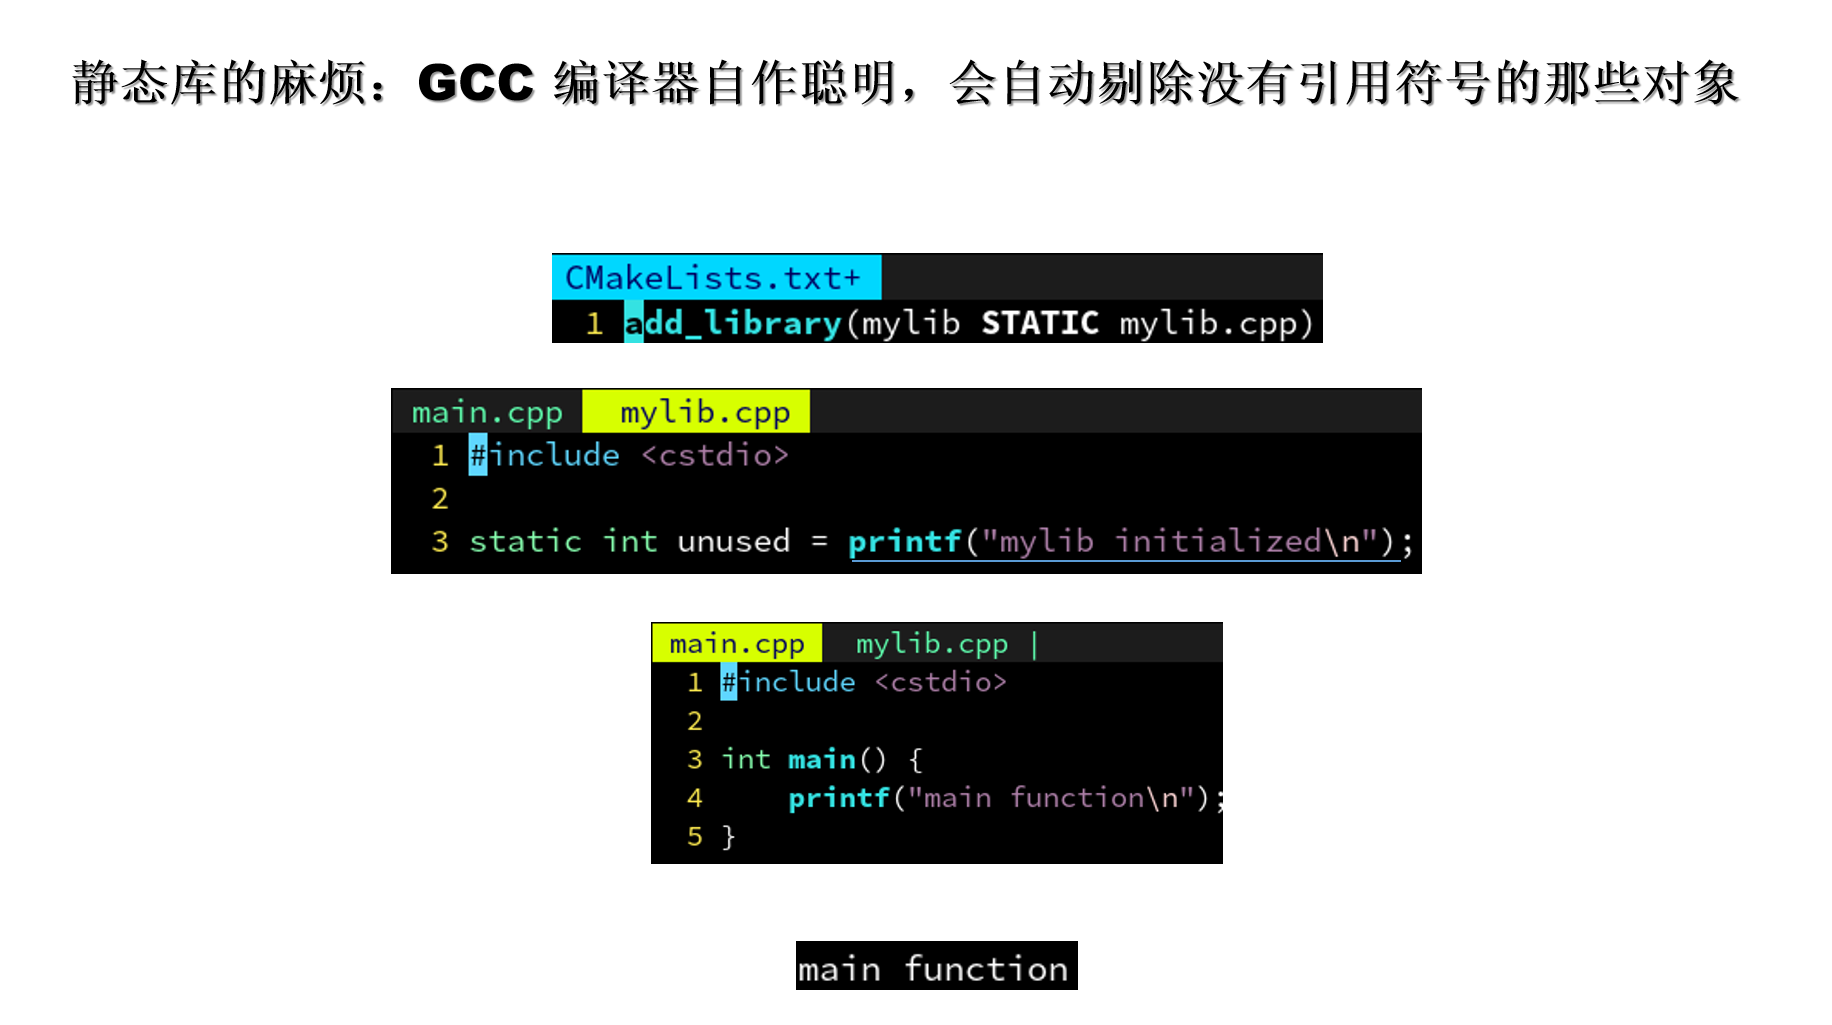 静态库的麻烦：GCC 编译器自作聪明，会自动剔除没有引用符号的那些对象
CMakeLists.txt+
1 add_library(mylib STATIC mylib.cpp)
main.cpp mylib.cpp
1 #include <cstdio>
2
3 static int unused = printf("mylib initialized\n");
main.cpp mylib.cpp |
1 #include <cstdio>
2
3 int main() {
4     printf("main function\n");
5 }
main function